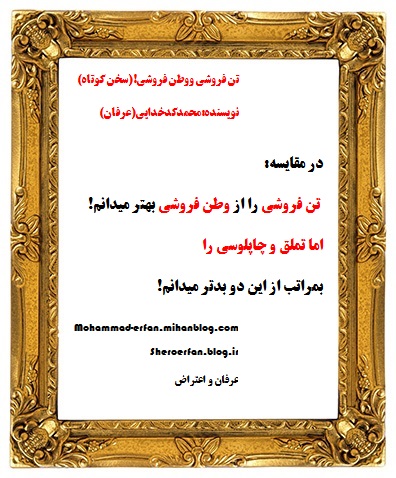 تن فروشی ووطن فروشی!(سخن کوتاه)
نویسنده:محمدکدخدایی(عرفان)
در مقایسه:
تن فروشی را از وطن فروشی بهتر میدانم!
اما تملق و چاپلوسی را
بمراتب از این دو بدتر میدانم!
Mohammad-erfan.mihanblog.com
Sheroerfan.blog.ir
عرفان و اعتراض